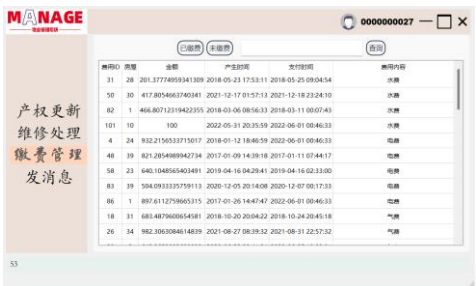 MANAGE
0000000027
已缴费 未缴费 查询
费用ID 房屋 金额 产生时间 支付时间 费用内容
31 28 201.37774959341309 2018-05-23 17:53:11 2018-05-25 09:04:54 水费
50 30 417.8054663740341 2021-12-17 01:57:13 2021-12-18 23:24:10 水费
82 1 466.80712319422355 2018-03-06 08:56:33 2018-03-11 00:07:43 水费
101 10 100 2022-05-31 20:35:59 2022-06-01 00:46:33 水费
4 24 932.2156533715017 2018-01-12 18:46:59 2022-06-01 00:46:33 电费
48 39 821.2854989942734 2017-01-09 14:39:18 2017-01-11 07:44:17 电费
58 23 640.1048565403491 2019-04-16 04:29:41 2019-04-16 02:33:00 电费
83 39 504.0933335759113 2020-12-05 20:14:08 2020-12-07 00:17:33 电费
86 1 897.6112759665315 2017-01-26 14:47:47 2022-06-01 00:46:33 电费
18 31 683.4879600654581 2018-10-20 20:04:22 2018-10-24 20:45:18 气费
26 34 982.3063084614839 2021-08-27 08:39:32 2021-08-31 22:57:32 气费
产权更新
维修处理
缴费管理
发消息
53